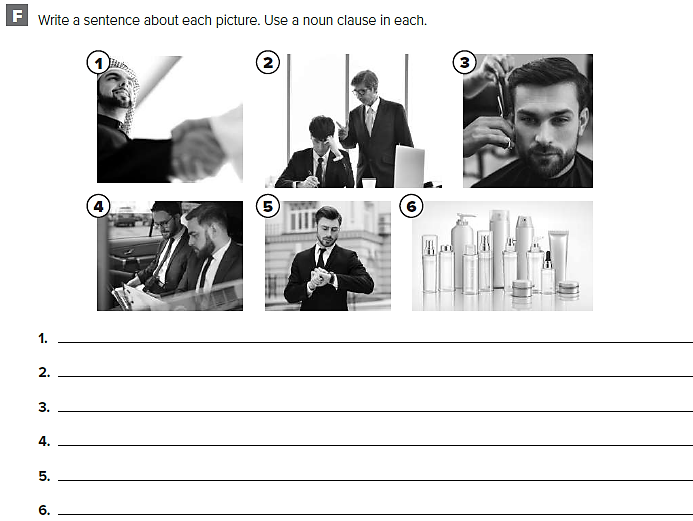 F Write a sentence about each picture. Use a noun clause in each.
1 2 3
4 5 6
1.
2.
3.
4.
5.
6.